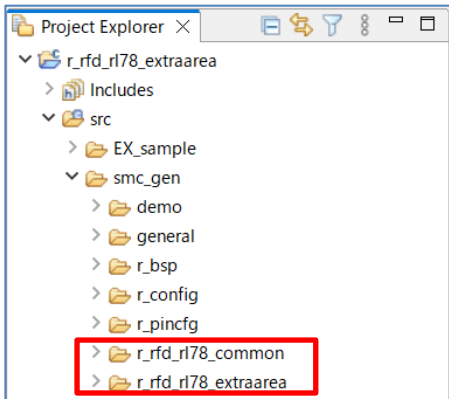 Project Explorer
r_rfd_rl78_extraarea
Includes
src
EX_sample
smc_gen
demo
general
r_bsp
r_config
r_pincfg
r_rfd_rl78_common
r_rfd_rl78_extraarea